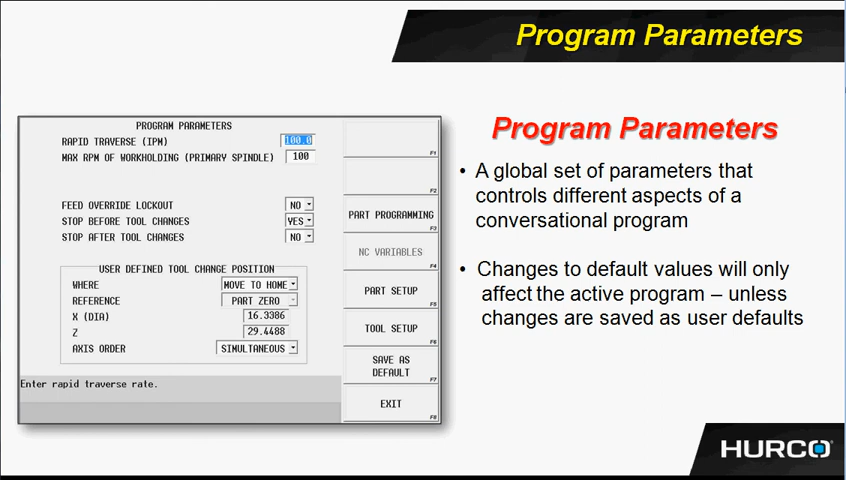 Program Parameters
PROGRAM PARAMETERS
RAPID TRAVERSE (IPM) 100.0
MAX RPM OF WORKHOLDING (PRIMARY SPINDLE) 100
FEED OVERRIDE LOCKOUT NO
STOP BEFORE TOOL CHANGES YES
STOP AFTER TOOL CHANGES NO
USER DEFINED TOOL CHANGE POSITION
WHERE MOVE TO HOME
REFERENCE PART ZERO
X (DIA) 16.3386
Z 29.4488
AXIS ORDER SIMULTANEOUS
Enter rapid traverse rate.
F1
F2
PART PROGRAMMING
F3
NC VARIABLES
F4
PART SETUP
F5
TOOL SETUP
F6
SAVE AS
DEFAULT
F7
EXIT
F8
Program Parameters
• A global set of parameters that
controls different aspects of a
conversational program
• Changes to default values will only
affect the active program – unless
changes are saved as user defaults
HURCO